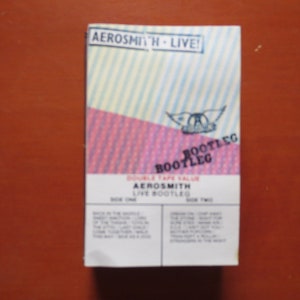 AEROSMITH · LIVE!
BOOTLEG
BOOTLEG
DOUBLE TAPE VALUE
AEROSMITH
LIVE BOOTLEG
SIDE ONE
BACK IN THE SADDLE
SWEET EMOTION · LORD
OF THE THIGHS · TOYS IN
THE ATTIC · LAST CHILD
COME TOGETHER · WALK
THIS WAY · SICK AS A DOG
SIDE TWO
DREAM ON · CHIP AWAY
THE STONE · SIGHT FOR
SORE EYES · MAMA KIN
S.O.S. · I AIN'T GOT YOU
MOTHER POPCORN
TRAIN KEPT A ROLLIN'
STRANGERS IN THE NIGHT